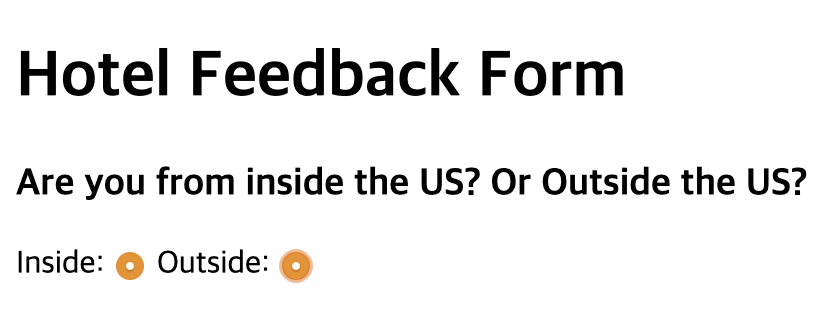 Hotel Feedback Form
Are you from inside the US? Or Outside the US?
Inside: Outside: